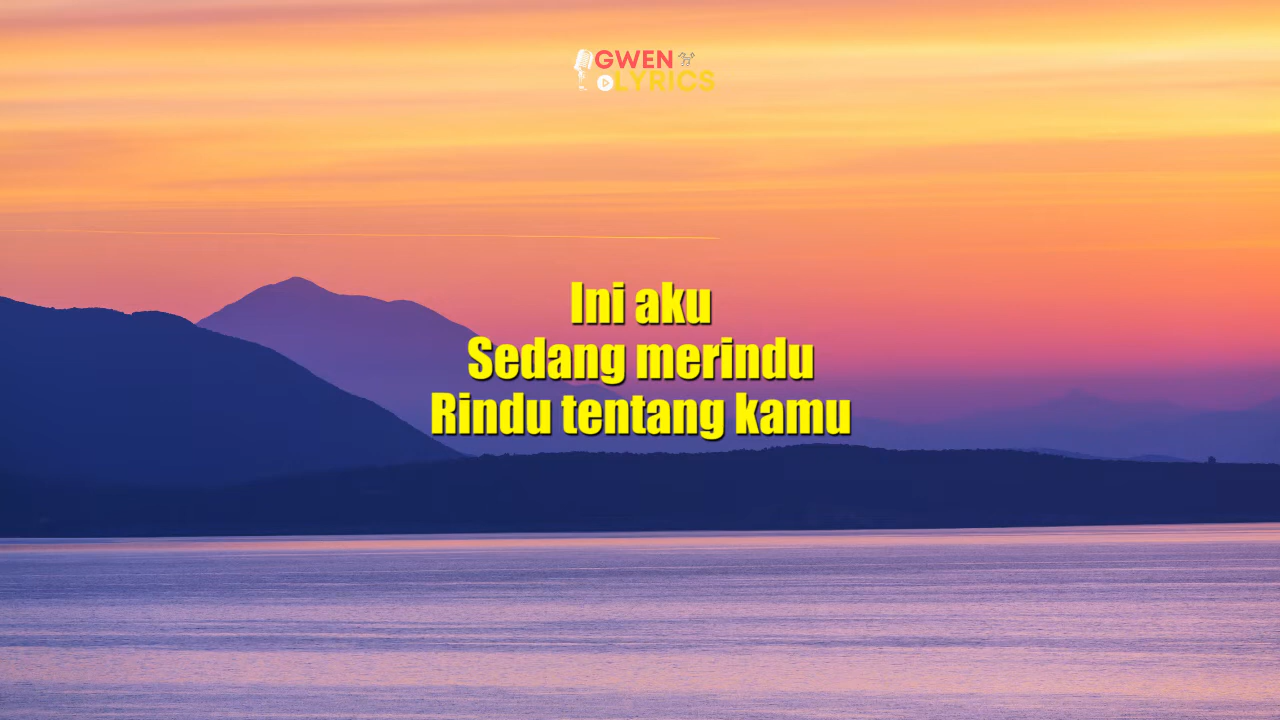 GWEN
LYRICS
Ini aku
Sedang merindu
Rindu tentang kamu